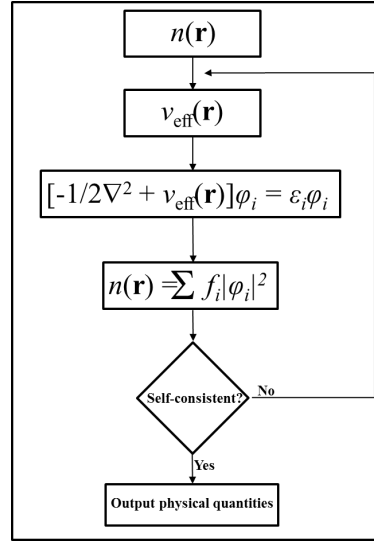 n(r)
v_eff(r)
[-1/2∇² + v_eff(r)]φ_i = ε_iφ_i
n(r) = ∑ f_i|φ_i|²
Self-consistent?
No
Yes
Output physical quantities